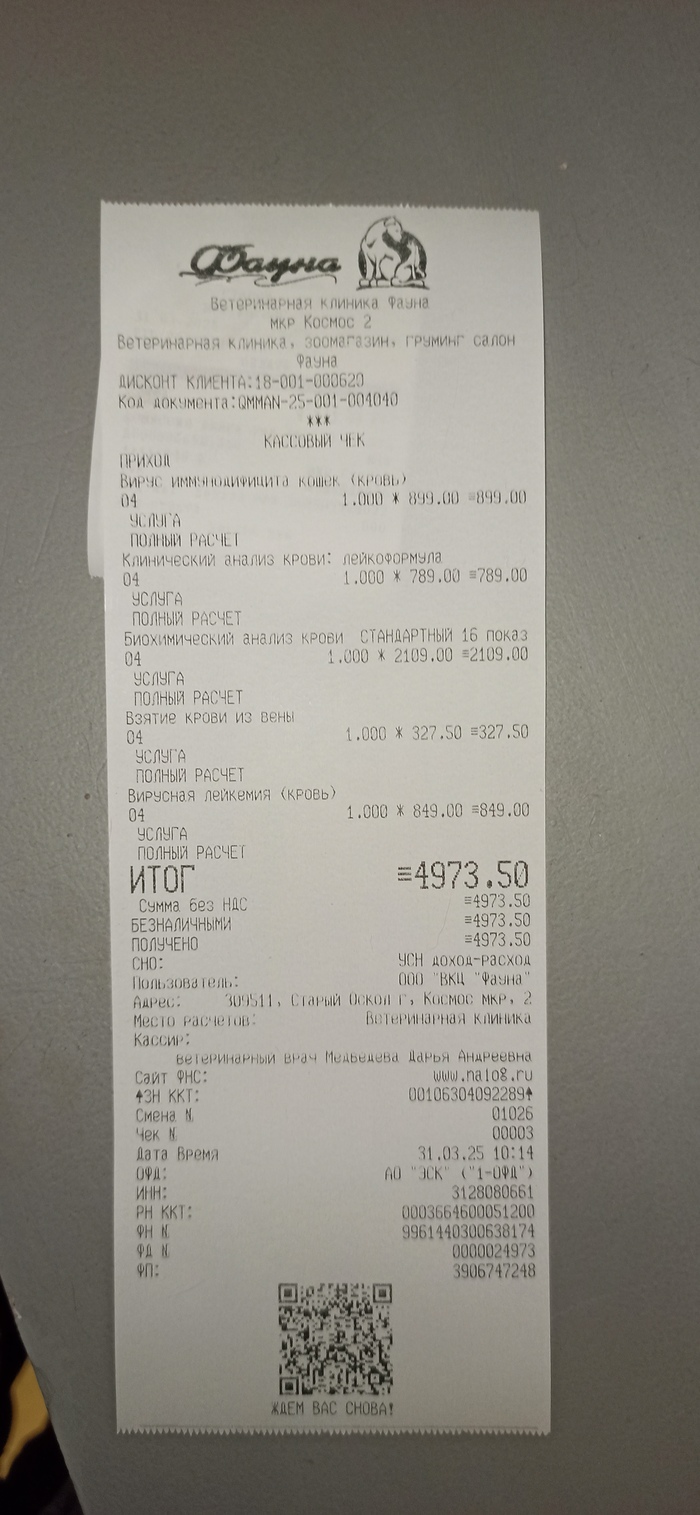 Фауна
Ветеринарная клиника Фауна
мкр Космос 2
Ветеринарная клиника, зоомагазин, груминг салон
Фауна
ДИСКОНТ КЛИЕНТА:18-001-000620
Код документа:QMMAN-25-001-004040
***
КАССОВЫЙ ЧЕК
ПРИХОД
Вирус иммунодифицита кошек (кровь)
04 1.000 * 899.00 =899.00
УСЛУГА
ПОЛНЫЙ РАСЧЕТ
Клинический анализ крови: лейкоформула
04 1.000 * 789.00 =789.00
УСЛУГА
ПОЛНЫЙ РАСЧЕТ
Биохимический анализ крови СТАНДАРТНЫЙ 16 показ
04 1.000 * 2109.00 =2109.00
УСЛУГА
ПОЛНЫЙ РАСЧЕТ
Взятие крови из вены
04 1.000 * 327.50 =327.50
УСЛУГА
ПОЛНЫЙ РАСЧЕТ
Вирусная лейкемия (кровь)
04 1.000 * 849.00 =849.00
УСЛУГА
ПОЛНЫЙ РАСЧЕТ
ИТОГ =4973.50
Сумма без НДС =4973.50
БЕЗНАЛИЧНЫМИ =4973.50
ПОЛУЧЕНО =4973.50
СНО: УСН доход-расход
Пользователь: ООО "ВКЦ "Фауна"
Адрес: 309511, Старый Оскол г, Космос мкр, 2
Место расчетов: Ветеринарная клиника
Кассир:
ветеринарный врач Медведева Дарья Андреевна
Сайт ФНС: www.nalog.ru
↑ЗН ККТ: 00106304092289↑
Смена № 01026
Чек № 00003
Дата Время 31.03.25 10:14
ОФД: АО "ЭСК" ("1-ОФД")
ИНН: 3128080661
РН ККТ: 0003664600051200
ФН № 9961440300638174
ФД № 0000024973
ФП: 3906747248
ЖДЕМ ВАС СНОВА!